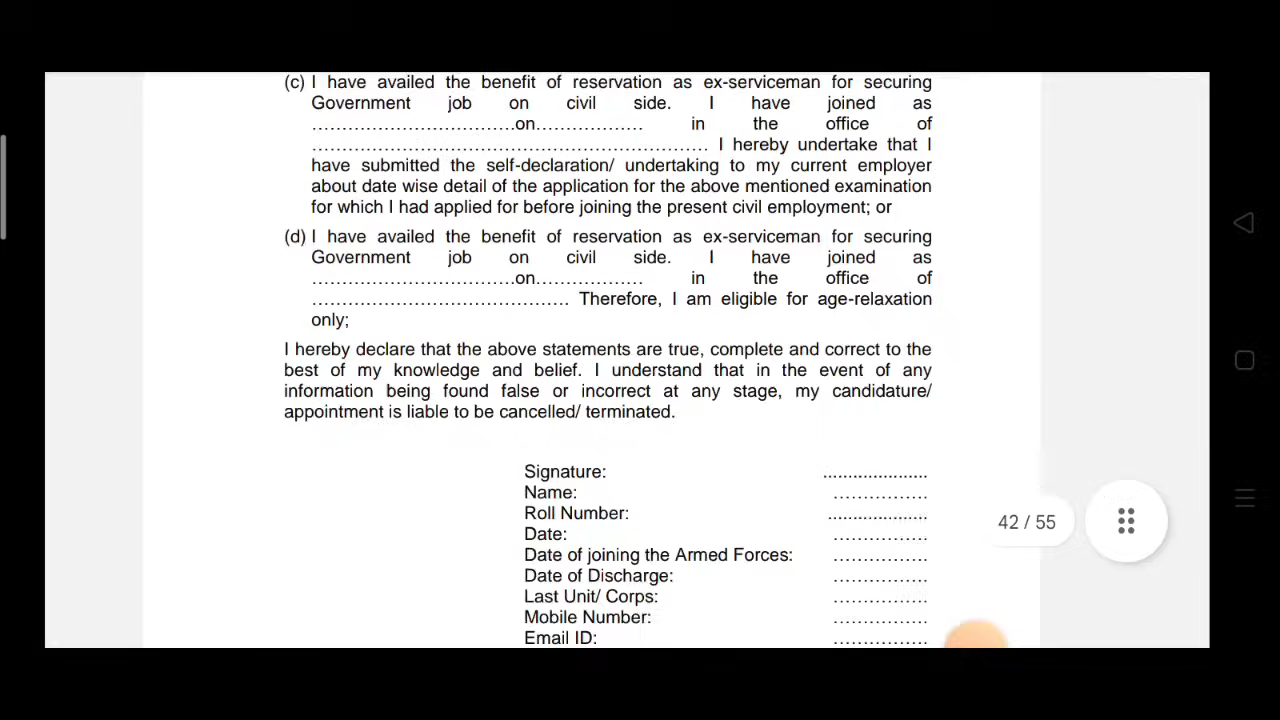 (c) I have availed the benefit of reservation as ex-serviceman for securing
Government job on civil side. I have joined as
……………………………..on……………… in the office of
………………………………………………………… I hereby undertake that I
have submitted the self-declaration/ undertaking to my current employer
about date wise detail of the application for the above mentioned examination
for which I had applied for before joining the present civil employment; or
(d) I have availed the benefit of reservation as ex-serviceman for securing
Government job on civil side. I have joined as
……………………………..on……………… in the office of
……………………………………. Therefore, I am eligible for age-relaxation
only;
I hereby declare that the above statements are true, complete and correct to the
best of my knowledge and belief. I understand that in the event of any
information being found false or incorrect at any stage, my candidature/
appointment is liable to be cancelled/ terminated.
Signature: .....................
Name: …………….
Roll Number: ....................
Date: …………….
Date of joining the Armed Forces: …………….
Date of Discharge: …………….
Last Unit/ Corps: …………….
Mobile Number: …………….
Email ID: …………….
42 / 55